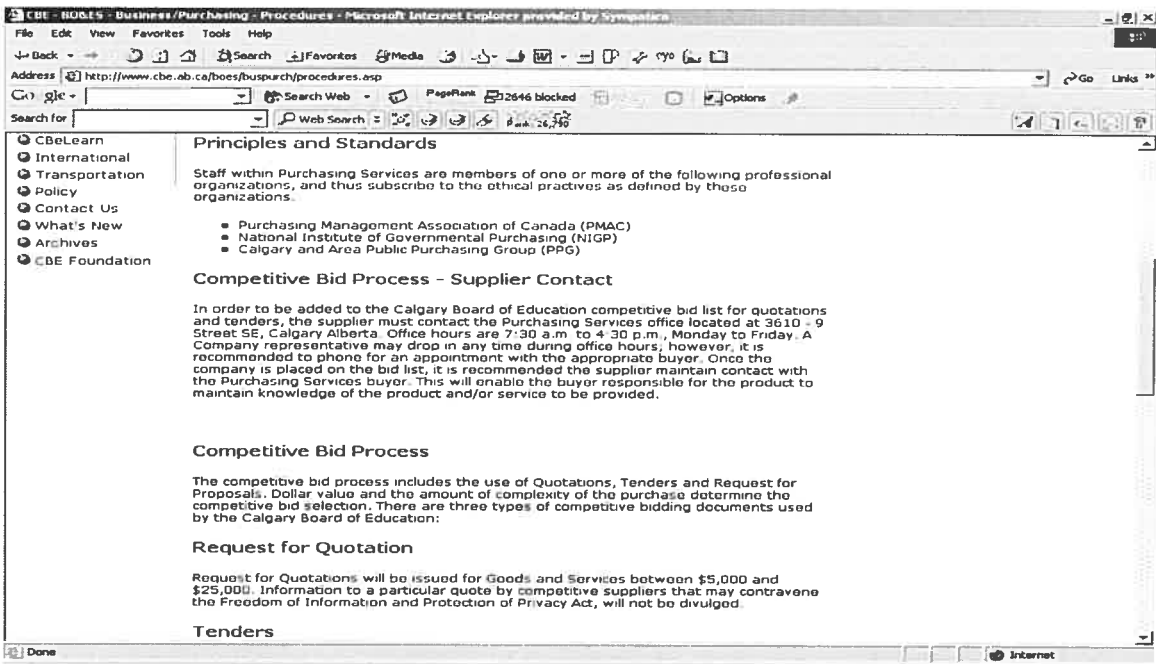 CBE - BOBES - Business/Purchasing - Procedures - Microsoft Internet Explorer provided by Sympatico
File Edit View Favorites Tools Help
Back Search Favorites Media
Address http://www.cbe.ab.ca/boes/buspurch/procedures.asp Go Links »
Go gle Search Web PageRank 2646 blocked Options
Search for Web Search 26,790
CBeLearn
International
Transportation
Policy
Contact Us
What's New
Archives
CBE Foundation
Principles and Standards
Staff within Purchasing Services are members of one or more of the following professional
organizations, and thus subscribe to the ethical practives as defined by these
organizations.
Purchasing Management Association of Canada (PMAC)
National Institute of Governmental Purchasing (NIGP)
Calgary and Area Public Purchasing Group (PPG)
Competitive Bid Process - Supplier Contact
In order to be added to the Calgary Board of Education competitive bid list for quotations
and tenders, the supplier must contact the Purchasing Services office located at 3610 - 9
Street SE, Calgary Alberta. Office hours are 7:30 a.m. to 4:30 p.m., Monday to Friday. A
Company representative may drop in any time during office hours; however, it is
recommended to phone for an appointment with the appropriate buyer. Once the
company is placed on the bid list, it is recommended the supplier maintain contact with
the Purchasing Services buyer. This will enable the buyer responsible for the product to
maintain knowledge of the product and/or service to be provided.
Competitive Bid Process
The competitive bid process includes the use of Quotations, Tenders and Request for
Proposals. Dollar value and the amount of complexity of the purchase determine the
competitive bid selection. There are three types of competitive bidding documents used
by the Calgary Board of Education:
Request for Quotation
Request for Quotations will be issued for Goods and Services between $5,000 and
$25,000. Information to a particular quote by competitive suppliers that may contravene
the Freedom of Information and Protection of Privacy Act, will not be divulged.
Tenders
Done Internet